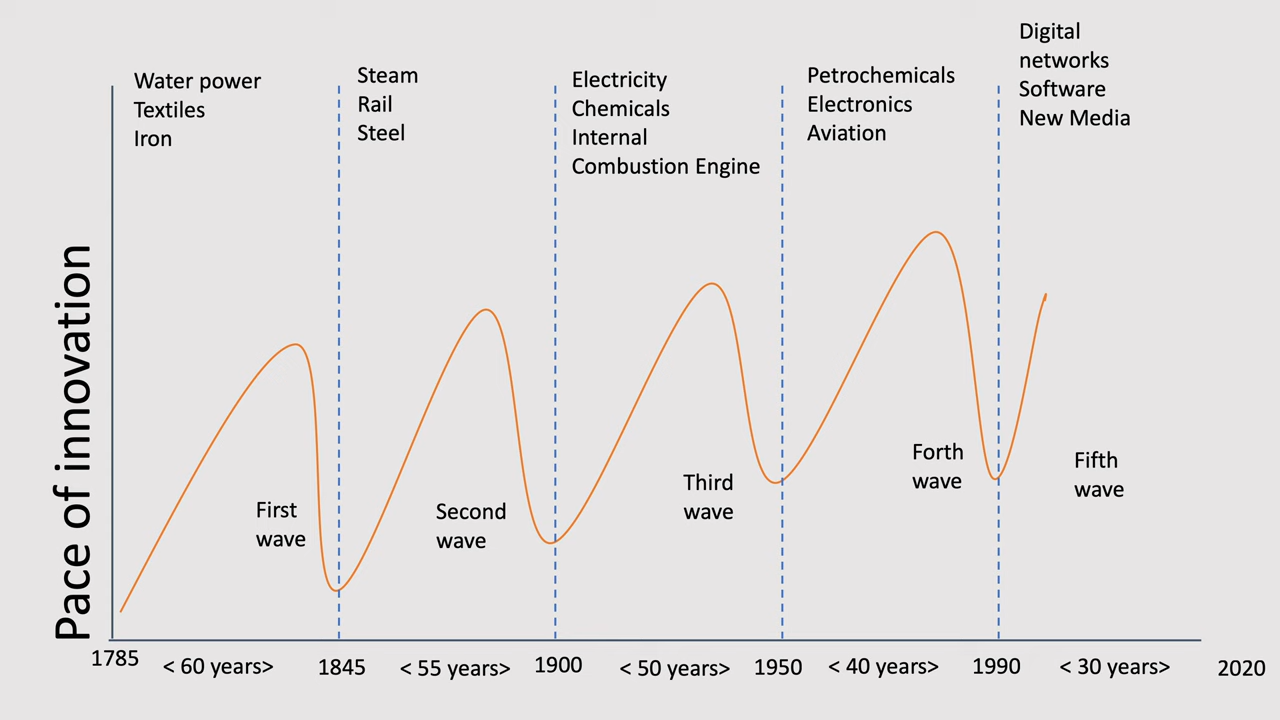 Water power
Textiles
Iron
Steam
Rail
Steel
Electricity
Chemicals
Internal
Combustion Engine
Petrochemicals
Electronics
Aviation
Digital
networks
Software
New Media
Pace of innovation
First
wave
Second
wave
Third
wave
Forth
wave
Fifth
wave
1785 < 60 years> 1845 < 55 years> 1900 < 50 years> 1950 < 40 years> 1990 < 30 years> 2020